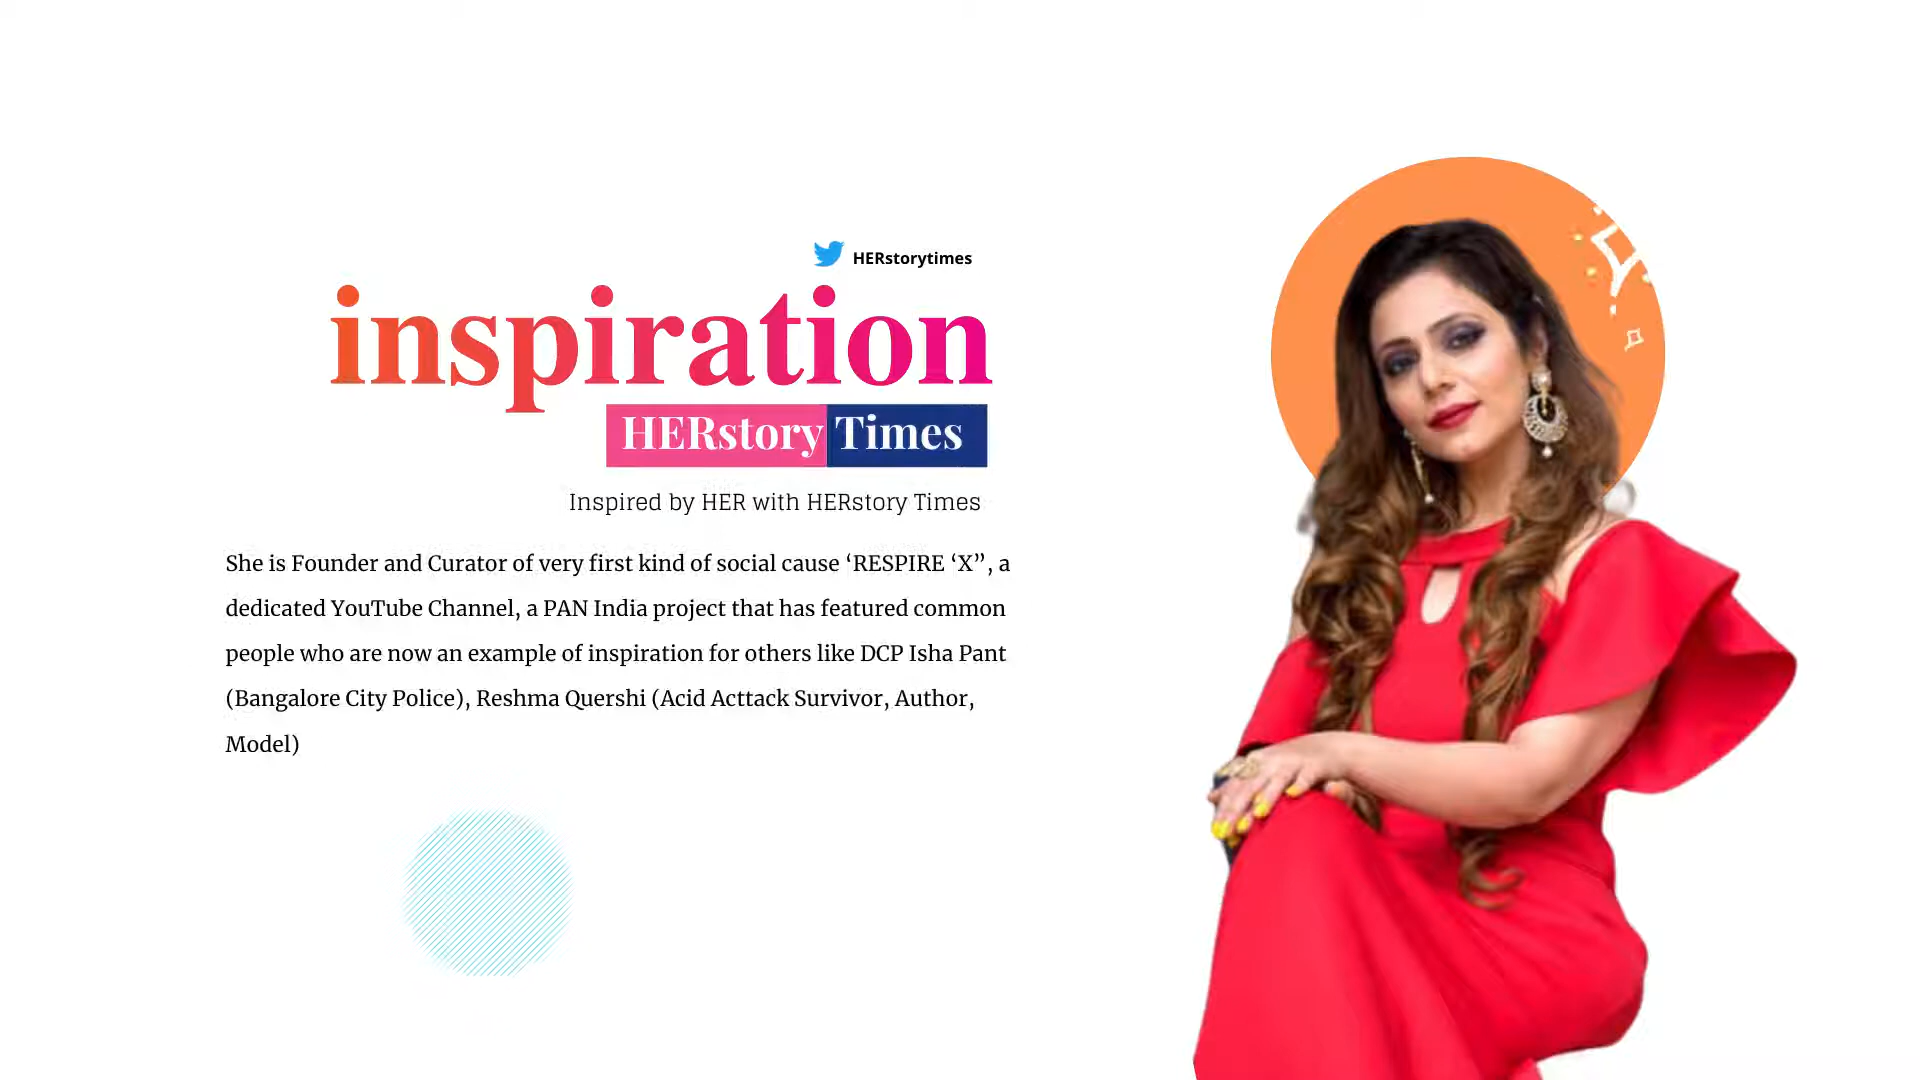 HERstorytimes
inspiration
HERstory Times
Inspired by HER with HERstory Times
She is Founder and Curator of very first kind of social cause ‘RESPIRE ‘X”, a
dedicated YouTube Channel, a PAN India project that has featured common
people who are now an example of inspiration for others like DCP Isha Pant
(Bangalore City Police), Reshma Quershi (Acid Acttack Survivor, Author,
Model)